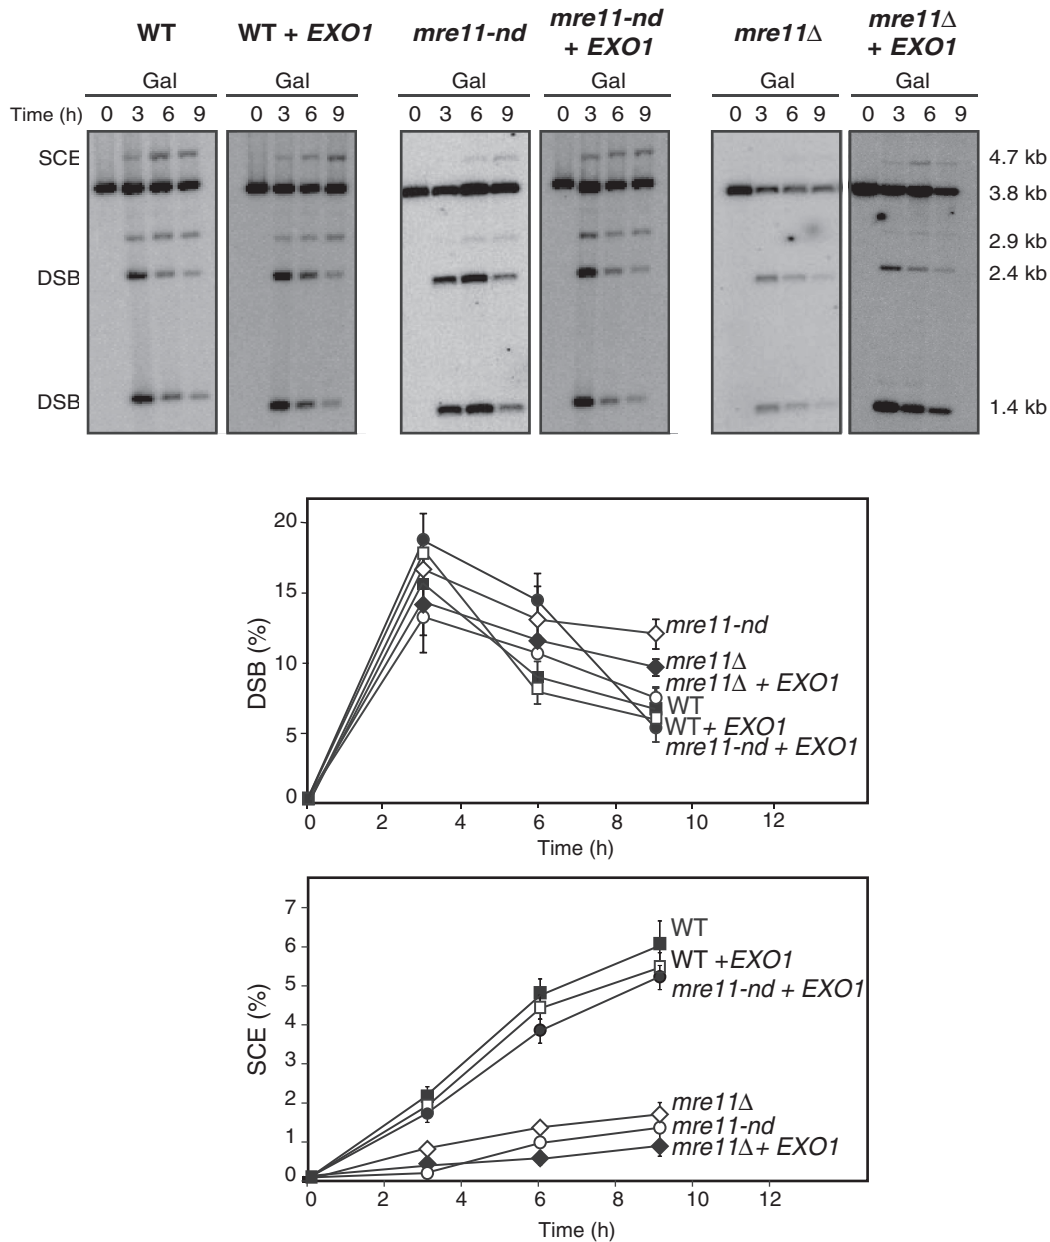 WT
WT + EXO1
mre11-nd
mre11-nd + EXO1
mre11Δ
mre11Δ + EXO1
Gal Gal Gal Gal Gal Gal
Time (h) 0 3 6 9 0 3 6 9 0 3 6 9 0 3 6 9 0 3 6 9 0 3 6 9
SCE
4.7 kb
3.8 kb
2.9 kb
DSB
2.4 kb
DSB
1.4 kb
20
15
10
5
0
DSB (%)
mre11-nd
mre11Δ
mre11Δ + EXO1
WT
WT + EXO1
mre11-nd + EXO1
0 2 4 6 8 10 12
Time (h)
7
6
5
4
3
2
1
0
SCE (%)
WT
WT +EXO1
mre11-nd + EXO1
mre11Δ
mre11-nd
mre11Δ+ EXO1
0 2 4 6 8 10 12
Time (h)